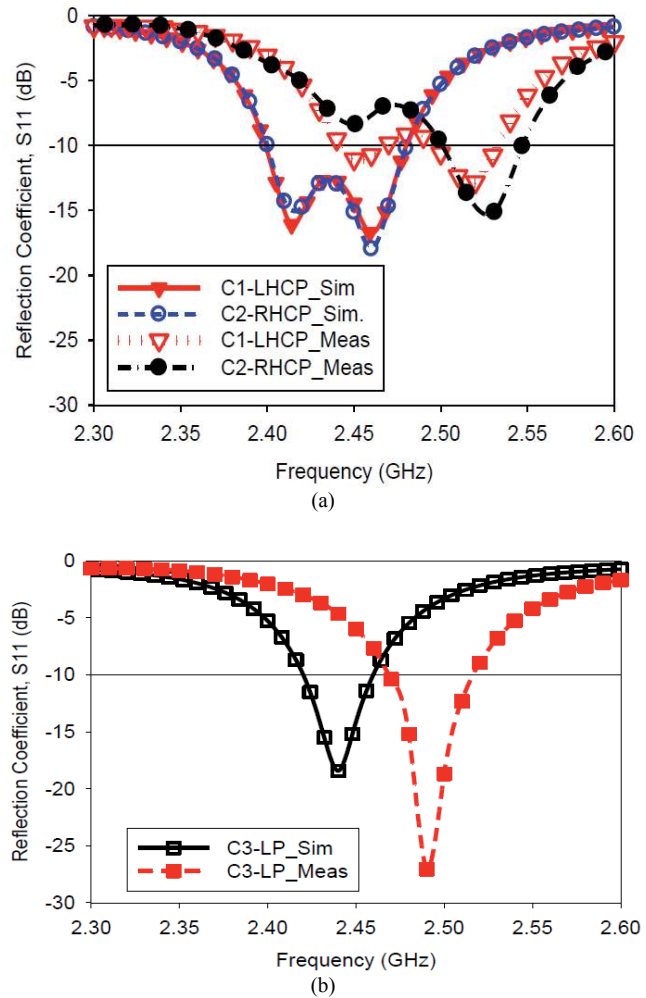 0
-5
-10
-15
-20
-25
-30
Reflection Coefficient, S11 (dB)
C1-LHCP_Sim
C2-RHCP_Sim.
C1-LHCP_Meas
C2-RHCP_Meas
2.30 2.35 2.40 2.45 2.50 2.55 2.60
Frequency (GHz)
(a)
0
-5
-10
-15
-20
-25
-30
Reflection Coefficient, S11 (dB)
C3-LP_Sim
C3-LP_Meas
2.30 2.35 2.40 2.45 2.50 2.55 2.60
Frequency (GHz)
(b)